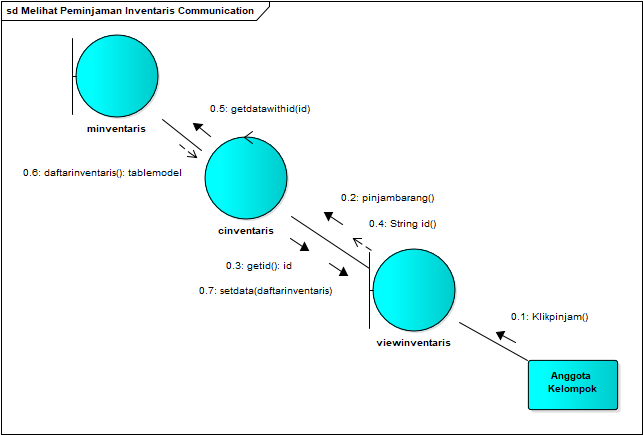 sd Melihat Peminjaman Inventaris Communication
minventaris
0.5: getdatawithid(id)
0.6: daftarinventaris(): tablemodel
cinventaris
0.2: pinjambarang()
0.4: String id()
0.3: getid(): id
0.7: setdata(daftarinventaris)
viewinventaris
0.1: Klikpinjam()
Anggota
Kelompok